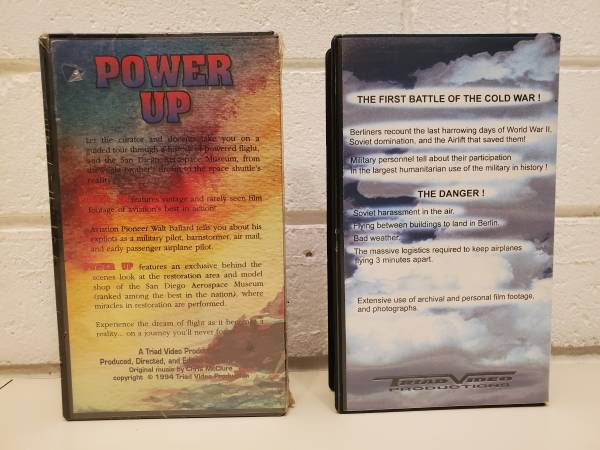 POWER
UP
Let the curator and docents take you on a
guided tour through a history of powered flight,
and the San Diego Aerospace Museum, from
the brother's dream to the space shuttle's
reality.
features vintage and rarely seen film
footage of aviation's best in action!
Aviation Pioneer Walt Ballard tells you about his
exploits as a military pilot, barnstormer, air mail,
and early passenger airplane pilot.
POWER UP features an exclusive behind the
scenes look at the restoration area and model
shop of the San Diego Aerospace Museum
(ranked among the best in the nation), where
miracles in restoration are performed.
Experience the dream of flight as it becomes a
reality... on a journey you'll never
A Triad Video
Produced, Directed, and
Original music by Chris McClure
copyright © 1994 Triad Video Production
THE FIRST BATTLE OF THE COLD WAR !
Berliners recount the last harrowing days of World War II,
Soviet domination, and the Airlift that saved them!
Military personnel tell about their participation
In the largest humanitarian use of the military in history !
THE DANGER !
Soviet harassment in the air.
Flying between buildings to land in Berlin.
Bad weather.
The massive logistics required to keep airplanes
flying 3 minutes apart.
Extensive use of archival and personal film footage,
and photographs.
TRIAD VIDEO
PRODUCTIONS